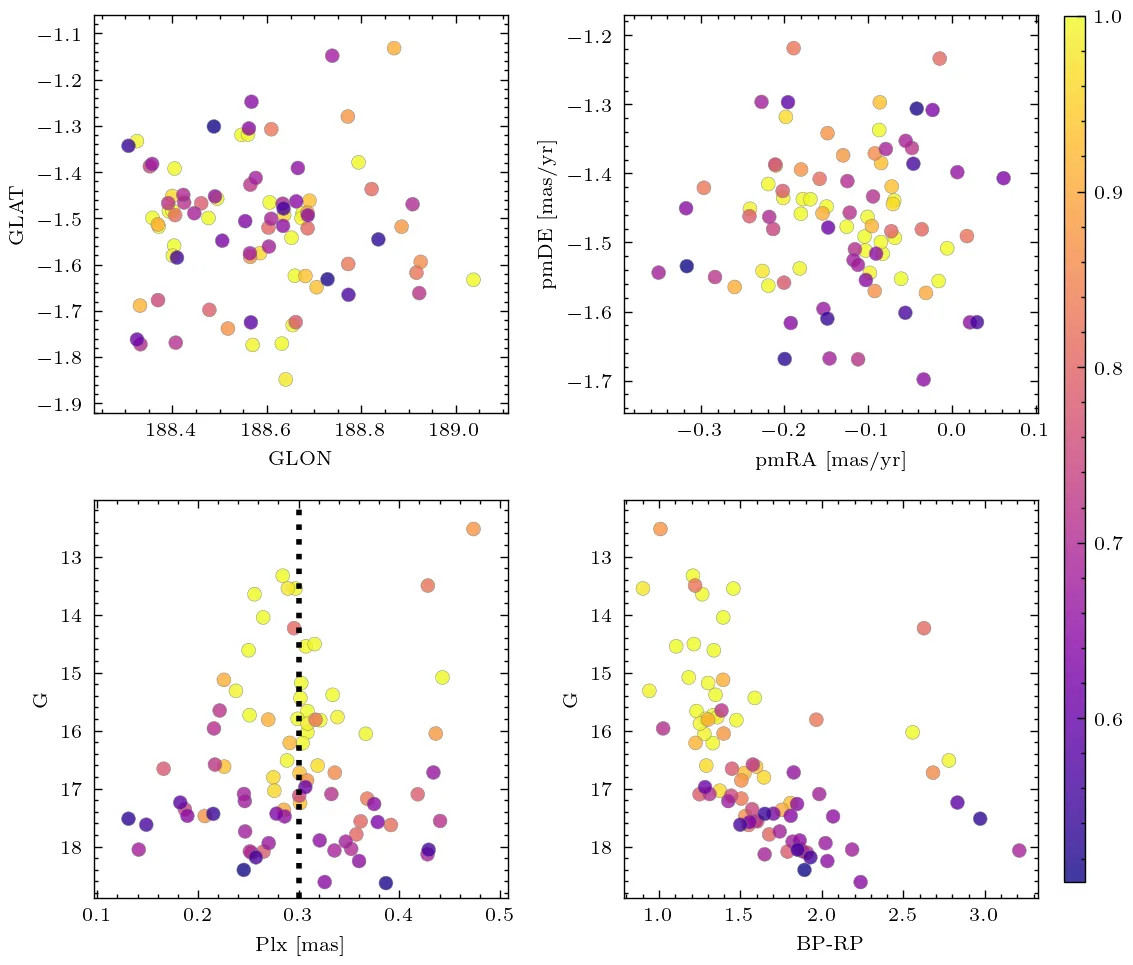 −1.1
−1.2
−1.3
−1.4
−1.5
−1.6
−1.7
−1.8
−1.9
GLAT
188.4 188.6 188.8 189.0
GLON
−1.2
−1.3
−1.4
−1.5
−1.6
−1.7
pmDE [mas/yr]
−0.3 −0.2 −0.1 0.0 0.1
pmRA [mas/yr]
13
14
15
16
17
18
G
0.1 0.2 0.3 0.4 0.5
Plx [mas]
13
14
15
16
17
18
G
1.0 1.5 2.0 2.5 3.0
BP-RP
1.0
0.9
0.8
0.7
0.6